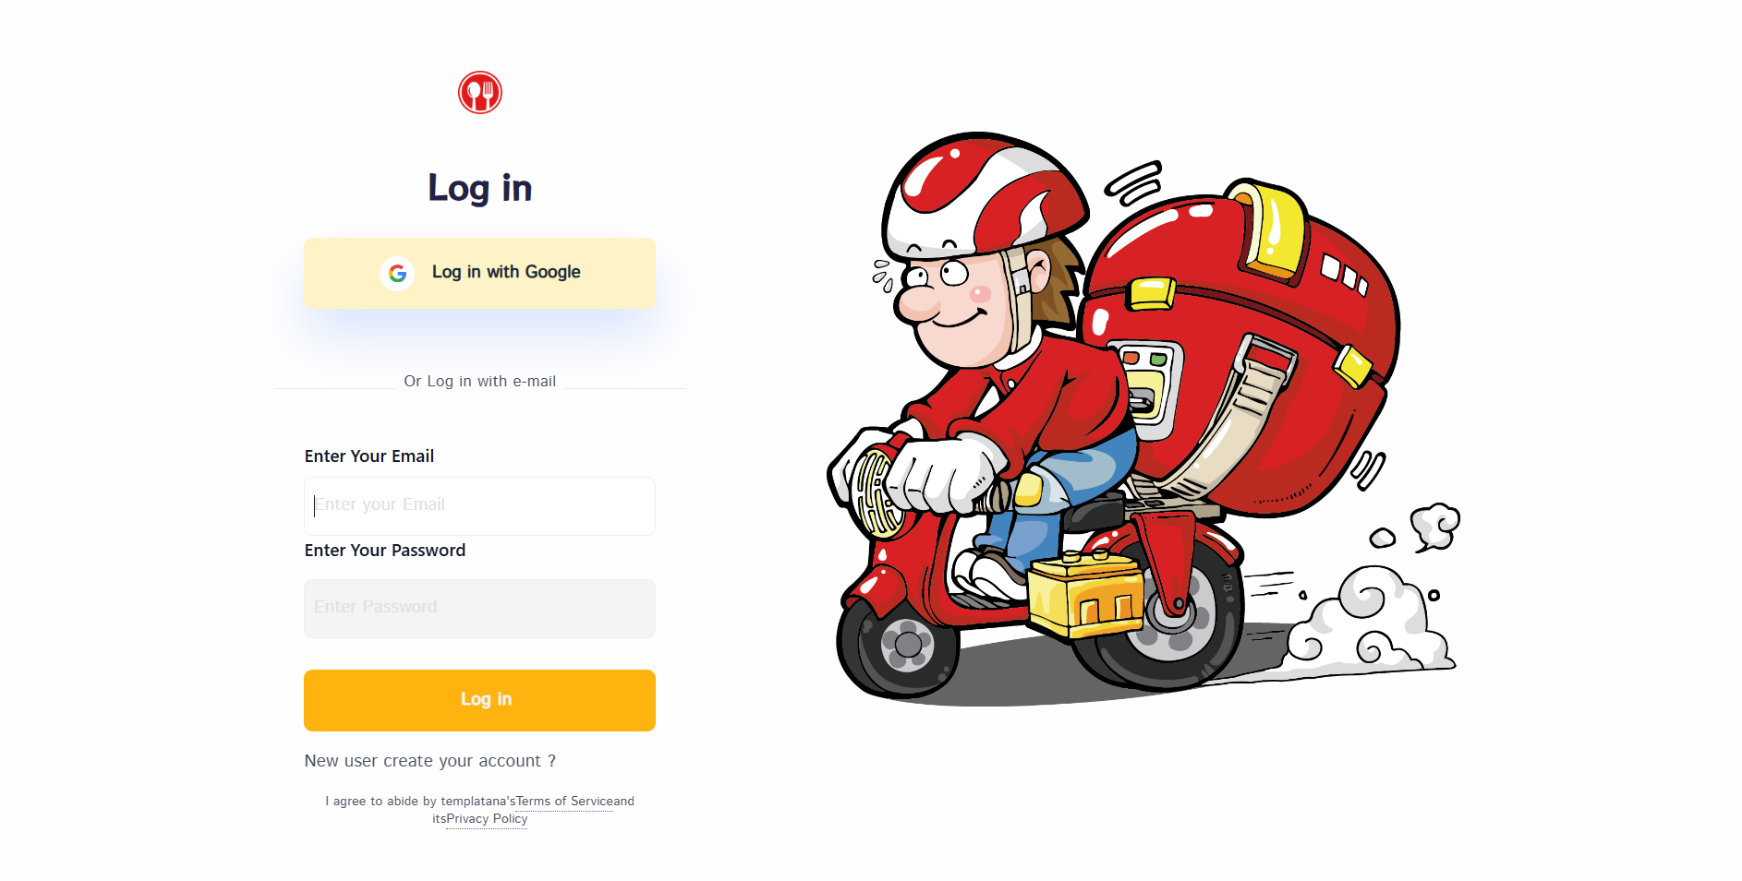 Log in
Log in with Google
Or Log in with e-mail
Enter Your Email
Enter your Email
Enter Your Password
Enter Password
Log in
New user create your account ?
I agree to abide by templatana'sTerms of Serviceand
itsPrivacy Policy